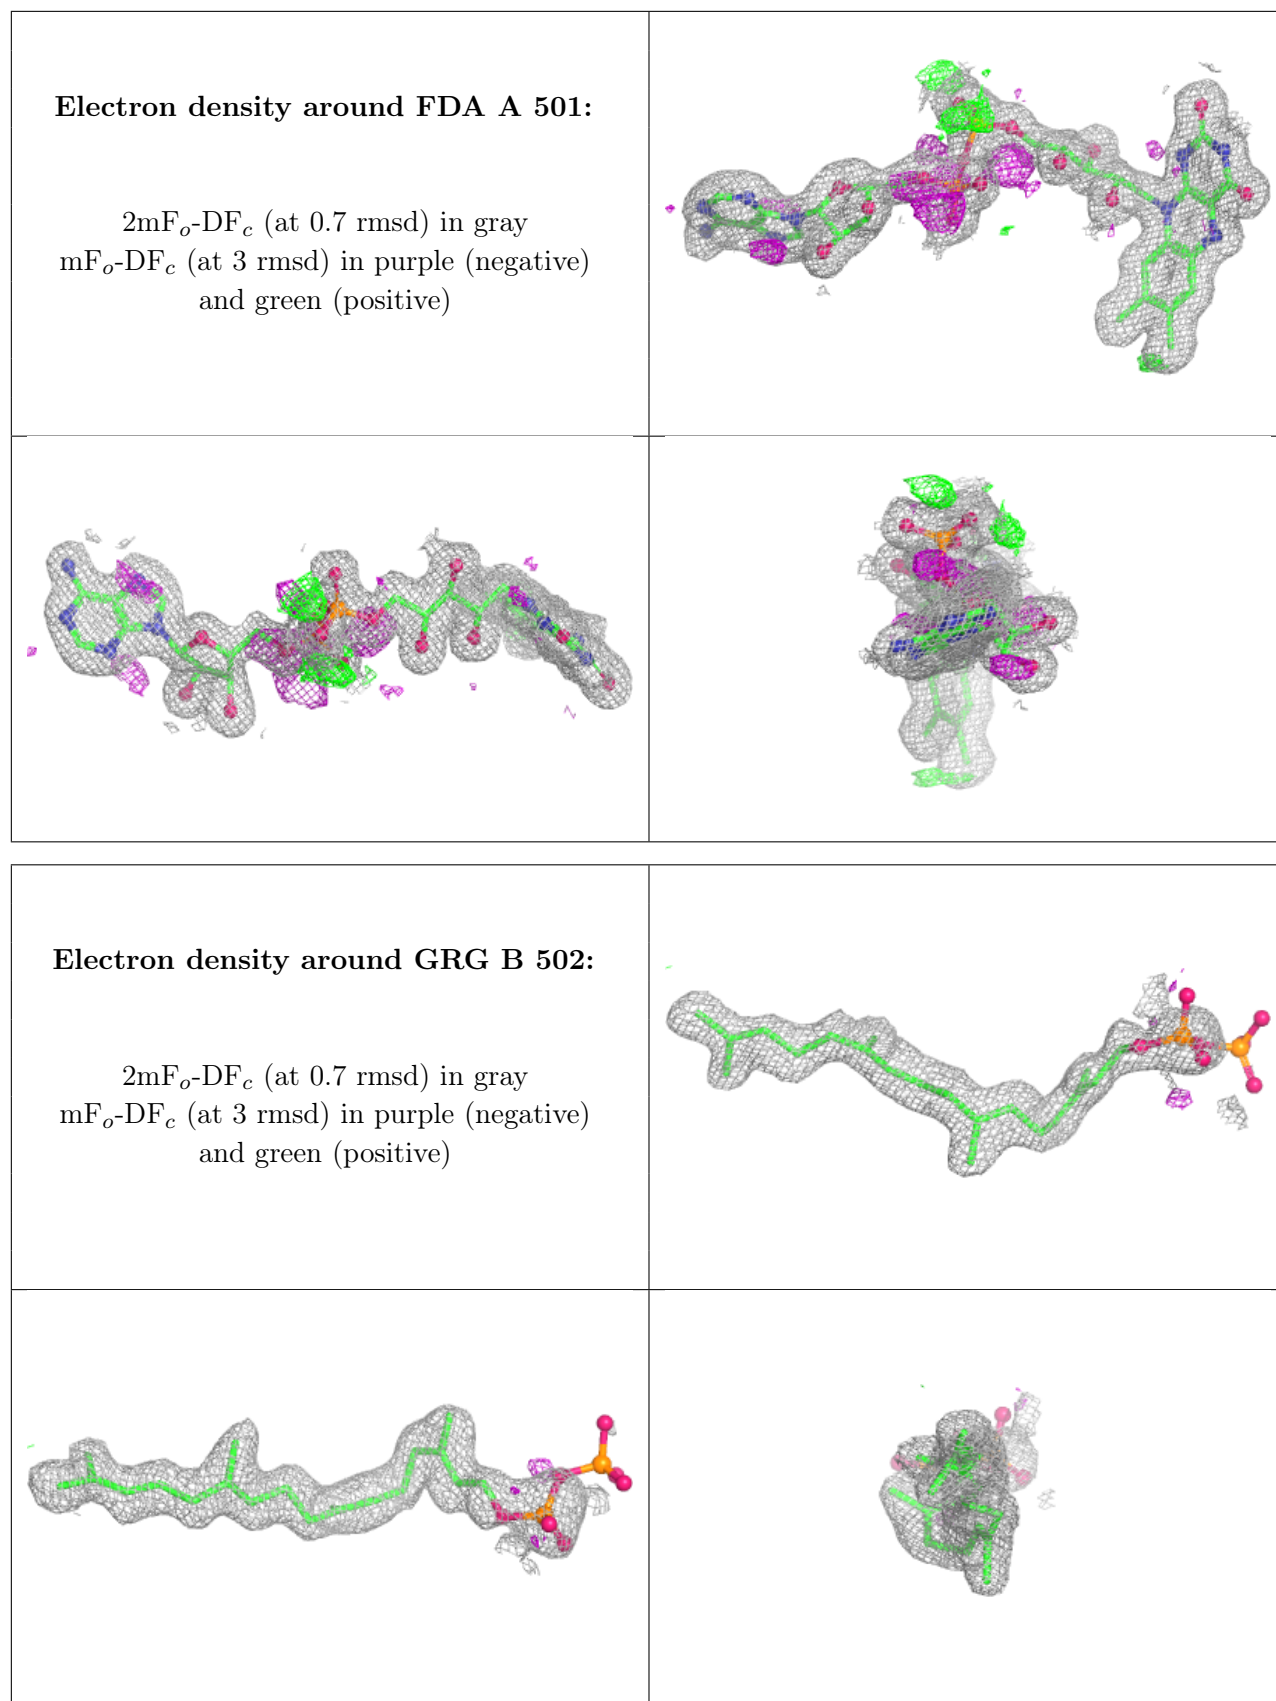 Electron density around FDA A 501:
2mFo-DFc (at 0.7 rmsd) in gray
mFo-DFc (at 3 rmsd) in purple (negative)
and green (positive)
Electron density around GRG B 502:
2mFo-DFc (at 0.7 rmsd) in gray
mFo-DFc (at 3 rmsd) in purple (negative)
and green (positive)